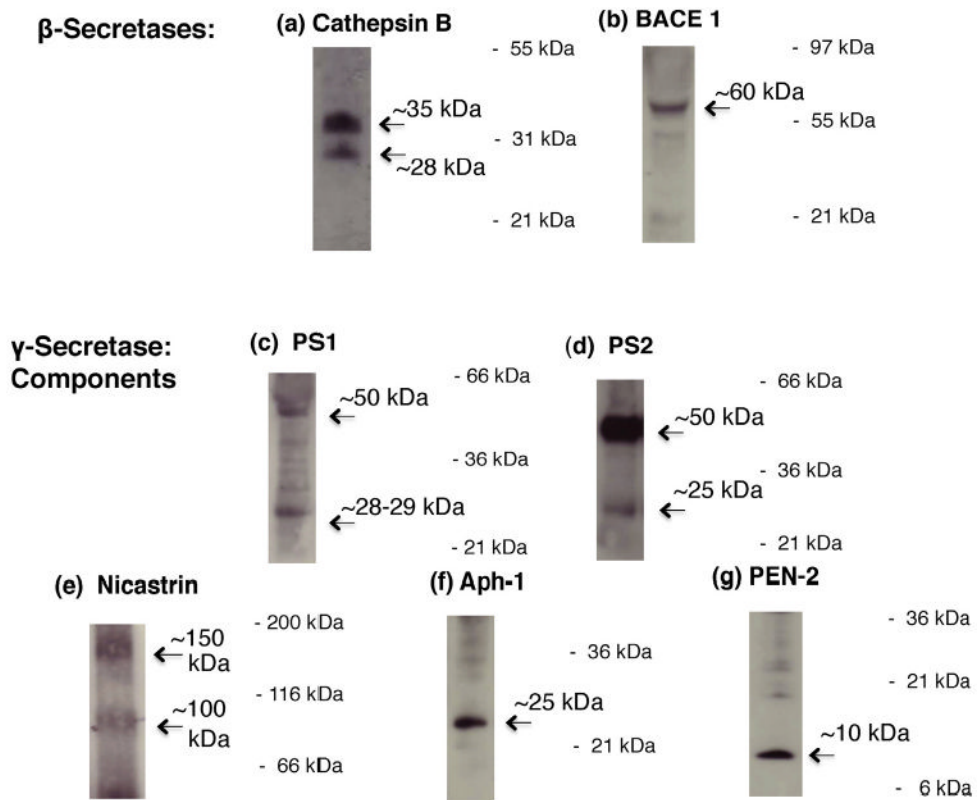 β-Secretases:
(a) Cathepsin B
- 55 kDa
~35 kDa
- 31 kDa
~28 kDa
- 21 kDa
(b) BACE 1
- 97 kDa
~60 kDa
- 55 kDa
- 21 kDa
γ-Secretase:
Components
(c) PS1
- 66 kDa
~50 kDa
- 36 kDa
~28-29 kDa
- 21 kDa
(d) PS2
- 66 kDa
~50 kDa
- 36 kDa
~25 kDa
- 21 kDa
(e) Nicastrin
- 200 kDa
~150
kDa
- 116 kDa
~100
kDa
- 66 kDa
(f) Aph-1
- 36 kDa
~25 kDa
- 21 kDa
(g) PEN-2
- 36 kDa
- 21 kDa
~10 kDa
- 6 kDa